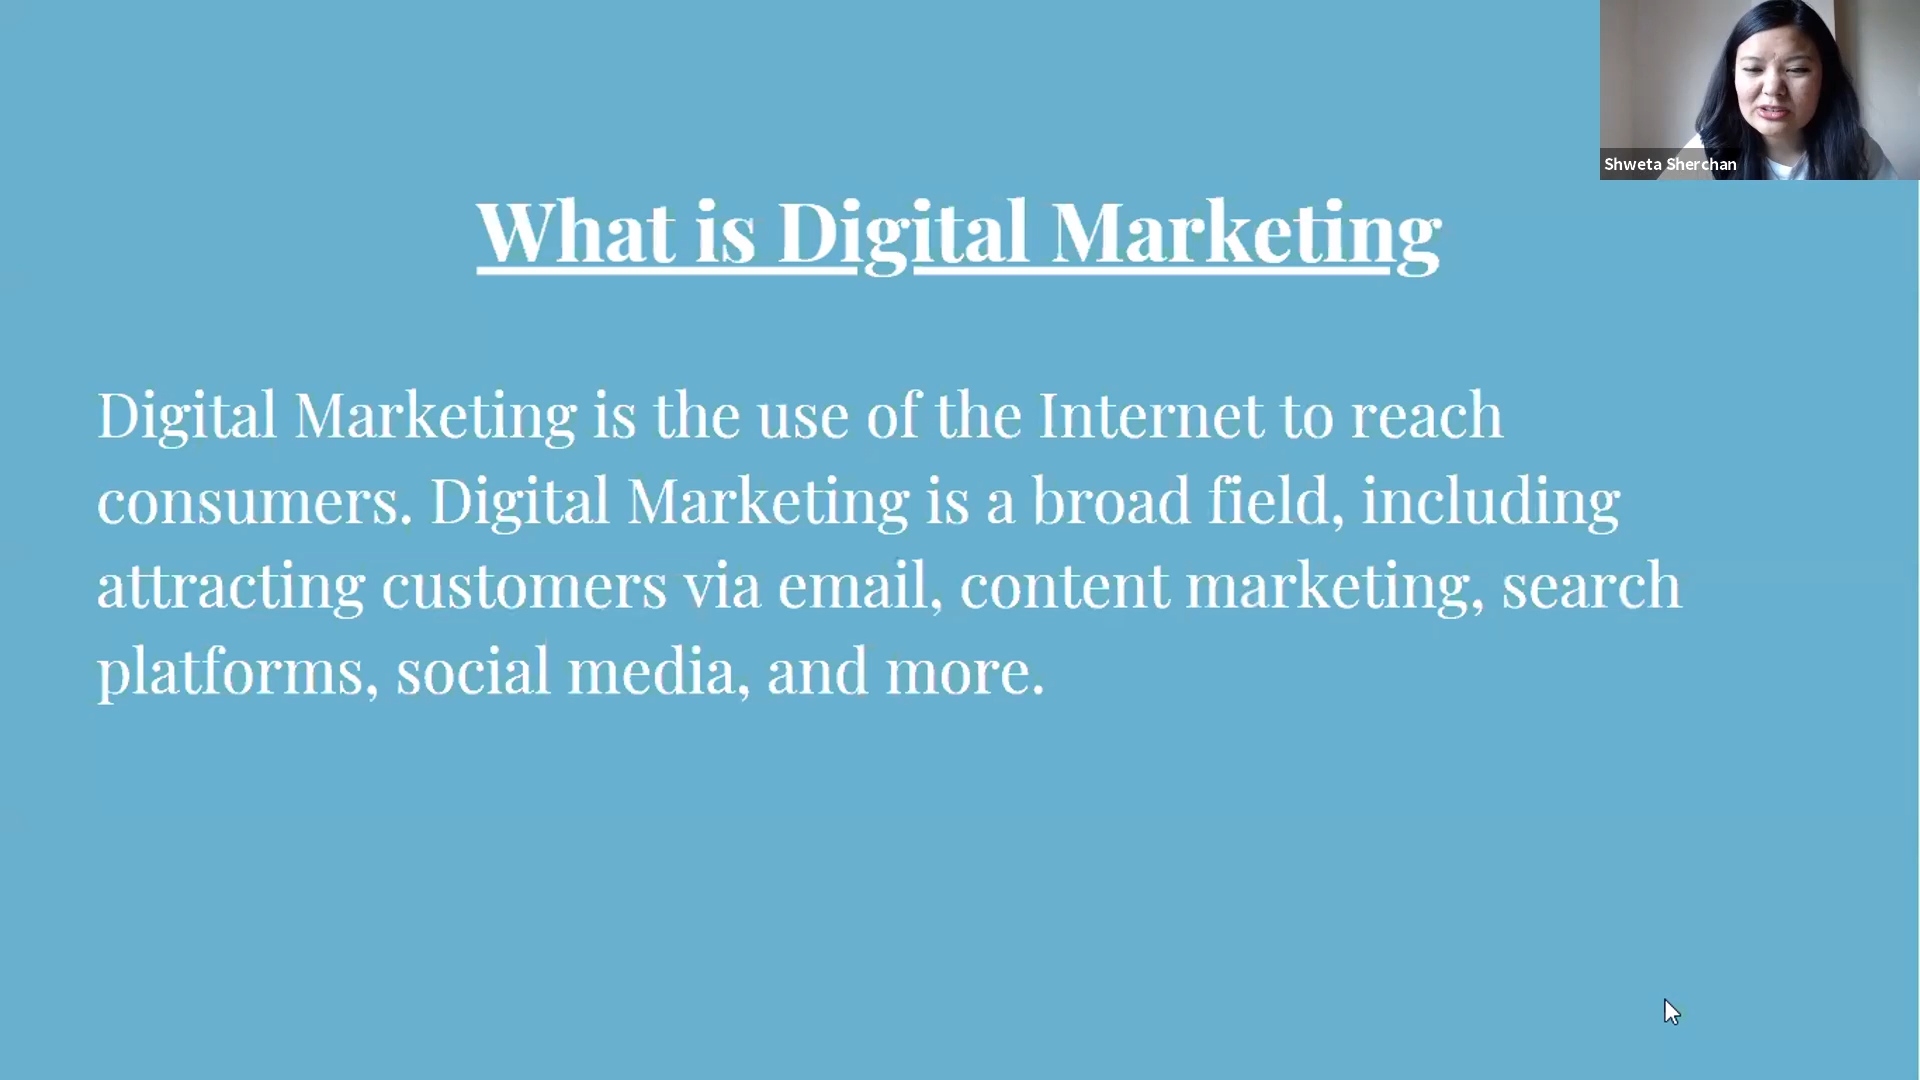 Shweta Sherchan
What is Digital Marketing
Digital Marketing is the use of the Internet to reach
consumers. Digital Marketing is a broad field, including
attracting customers via email, content marketing, search
platforms, social media, and more.